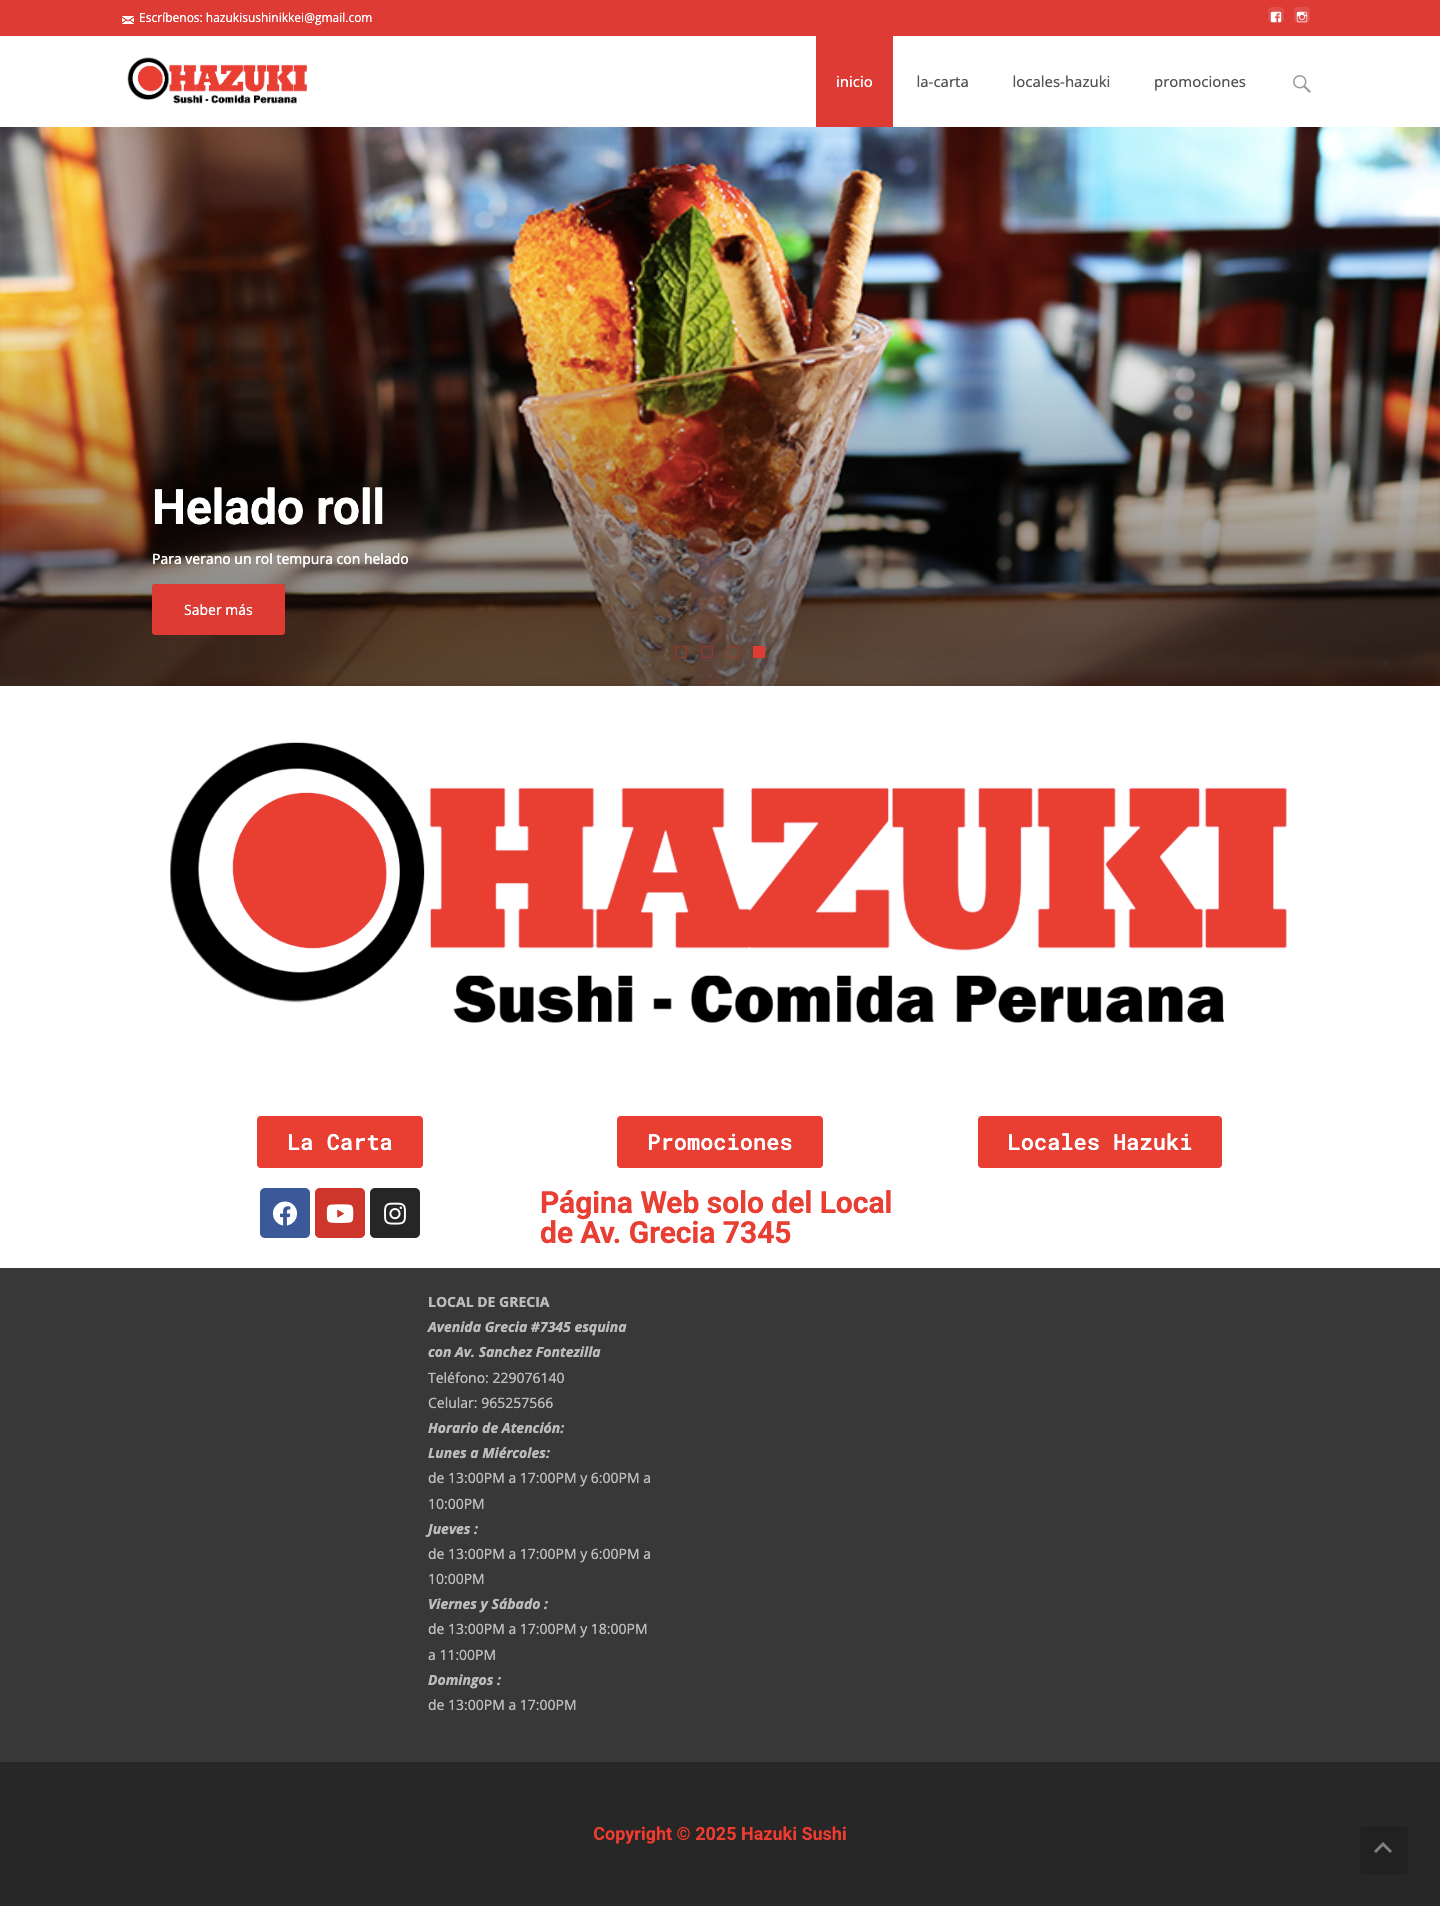 Escríbenos: hazukisushinikkei@gmail.com
HAZUKI
Sushi - Comida Peruana
inicio
la-carta
locales-hazuki
promociones
Helado roll
Para verano un rol tempura con helado
Saber más
HAZUKI
Sushi - Comida Peruana
La Carta
Promociones
Locales Hazuki
Página Web solo del Local
de Av. Grecia 7345
LOCAL DE GRECIA
Avenida Grecia #7345 esquina
con Av. Sanchez Fontezilla
Teléfono: 229076140
Celular: 965257566
Horario de Atención:
Lunes a Miércoles:
de 13:00PM a 17:00PM y 6:00PM a
10:00PM
Jueves :
de 13:00PM a 17:00PM y 6:00PM a
10:00PM
Viernes y Sábado :
de 13:00PM a 17:00PM y 18:00PM
a 11:00PM
Domingos :
de 13:00PM a 17:00PM
Copyright © 2025 Hazuki Sushi